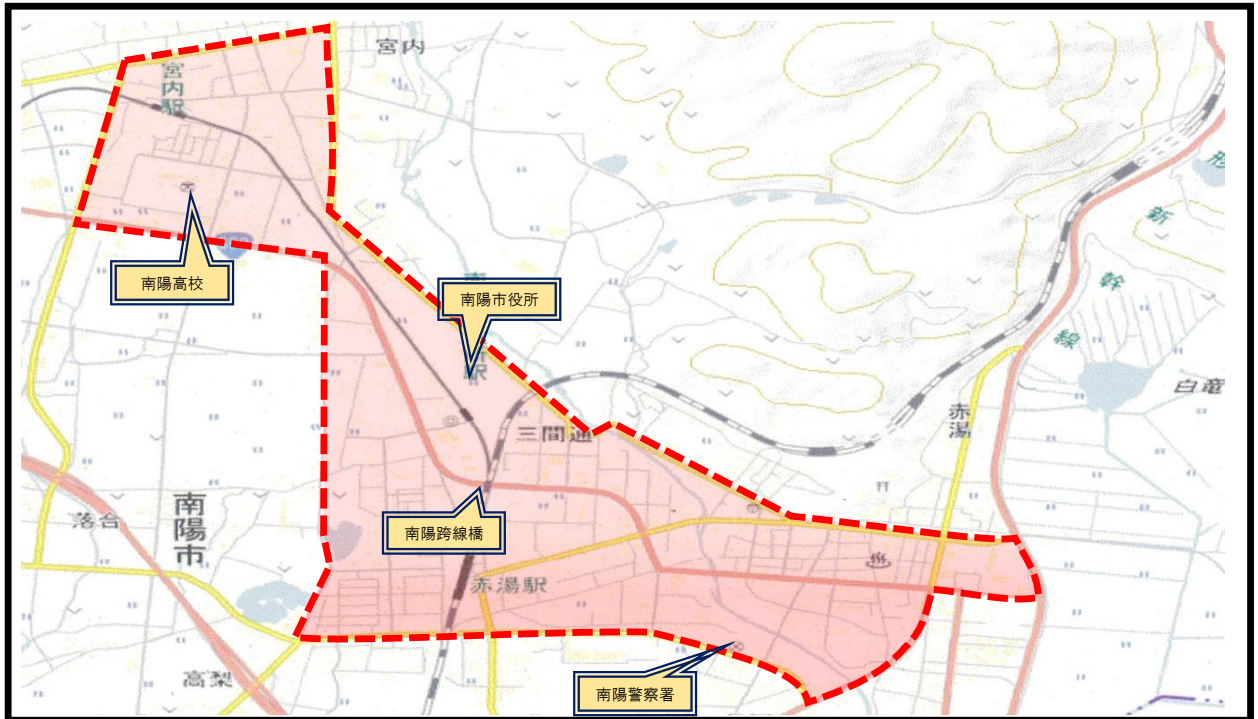 宮内
宮内駅
南陽高校
南陽市役所
形
新
幹
線
白竜
赤湯
三間通
南陽跨線橋
南陽市
落合
赤湯駅
高梨
南陽警察署